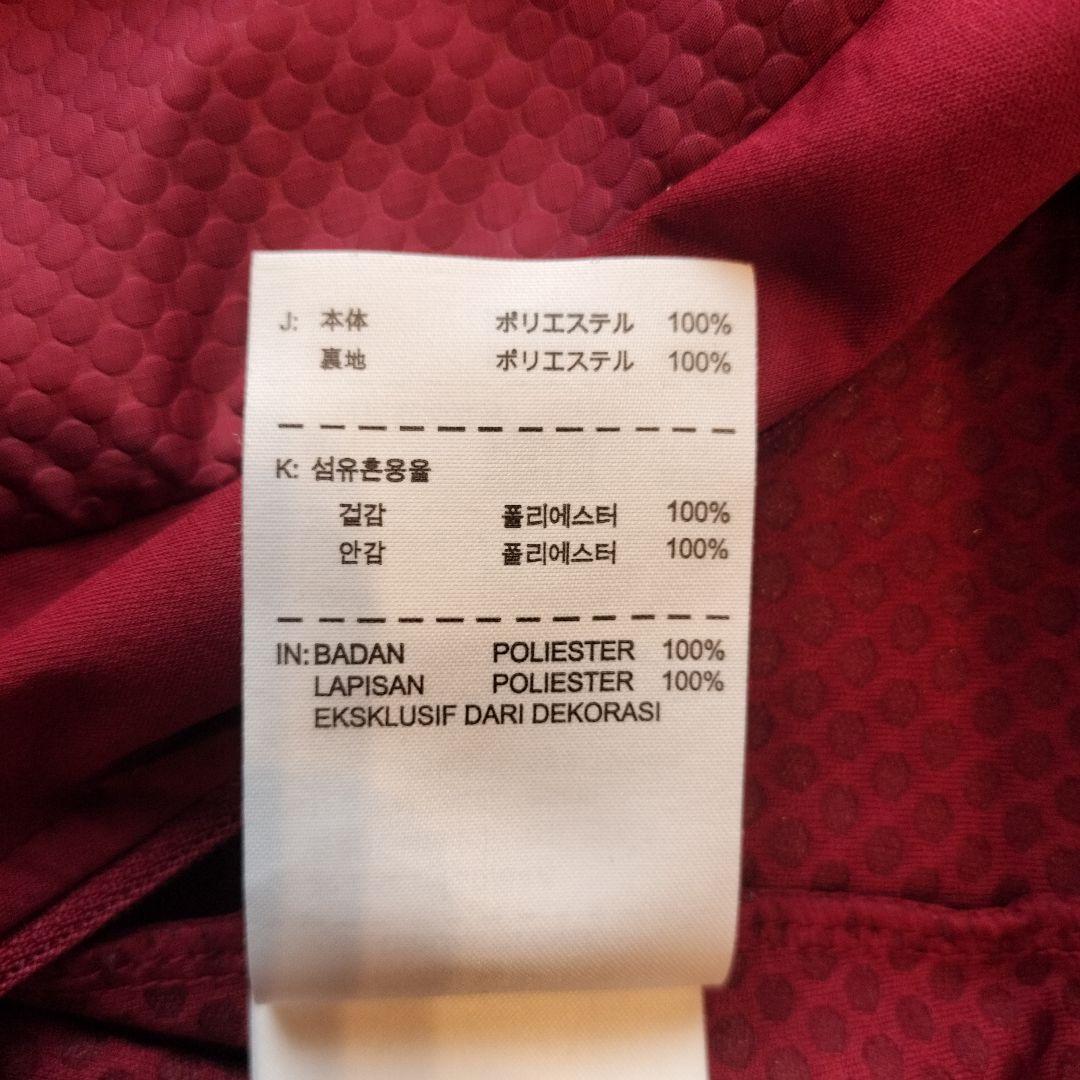 J: 本体 ポリエステル 100%
裏地 ポリエステル 100%
K: 섬유혼용율
겉감 폴리에스터 100%
안감 폴리에스터 100%
IN: BADAN POLIESTER 100%
LAPISAN POLIESTER 100%
EKSKLUSIF DARI DEKORASI